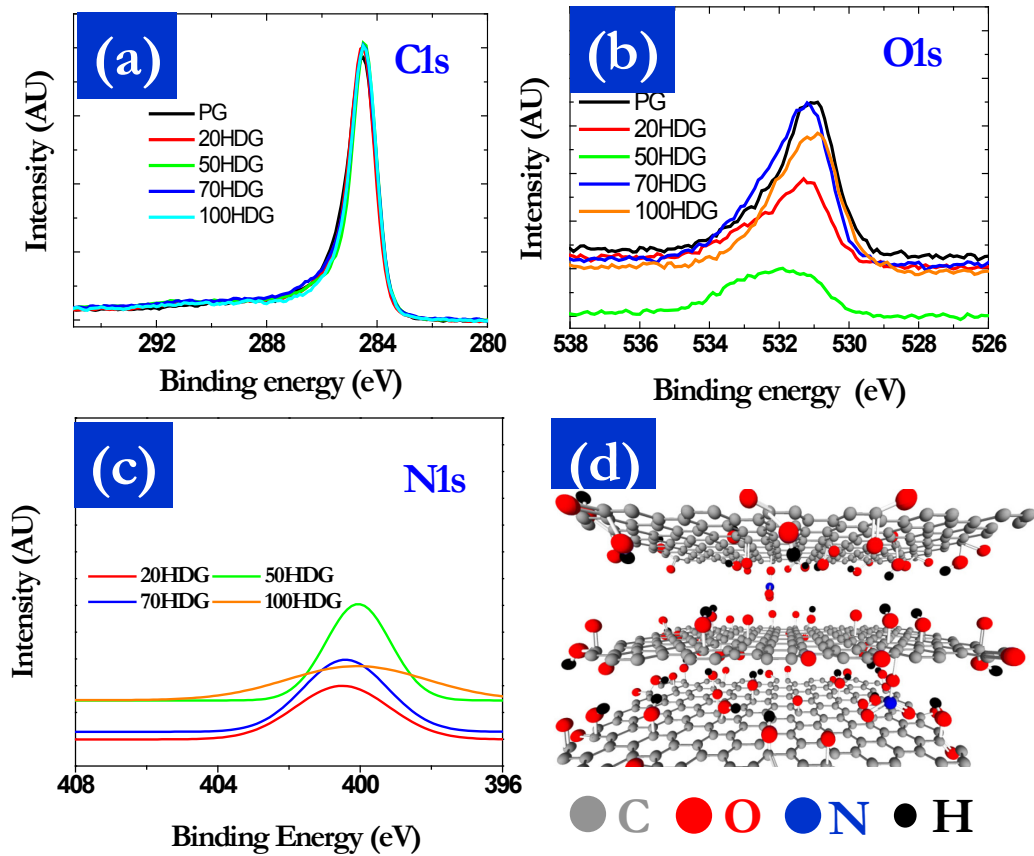 (a)
C1s
PG
20HDG
50HDG
70HDG
100HDG
Intensity (AU)
292 288 284 280
Binding energy (eV)
(b)
O1s
PG
20HDG
50HDG
70HDG
100HDG
Intensity (AU)
538 536 534 532 530 528 526
Binding energy (eV)
(c)
N1s
20HDG 50HDG
70HDG 100HDG
Intensity (AU)
408 404 400 396
Binding Energy (eV)
(d)
C O N H